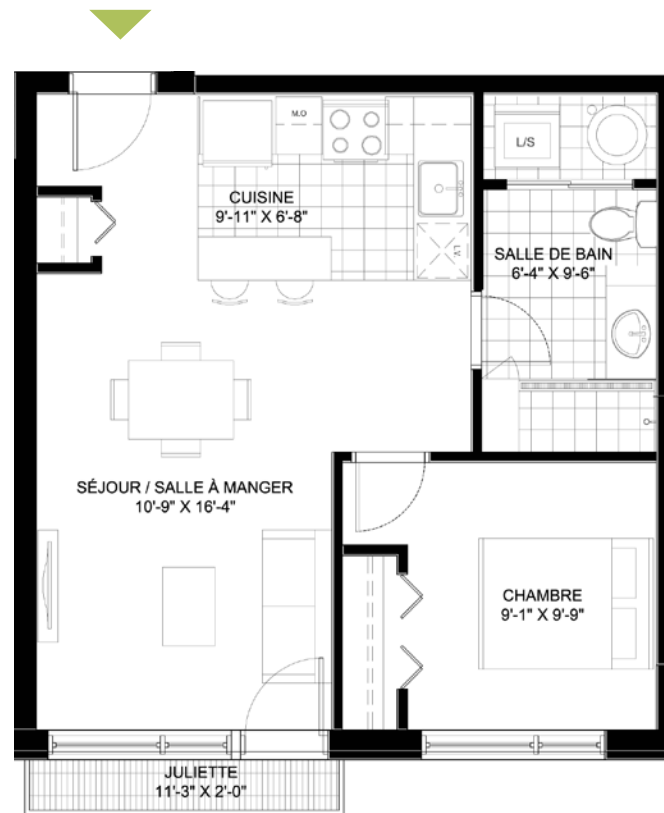 M.O
L/S
CUISINE
9'-11" X 6'-8"
L.V.
SALLE DE BAIN
6'-4" X 9'-6"
SÉJOUR / SALLE À MANGER
10'-9" X 16'-4"
CHAMBRE
9'-1" X 9'-9"
JULIETTE
11'-3" X 2'-0"